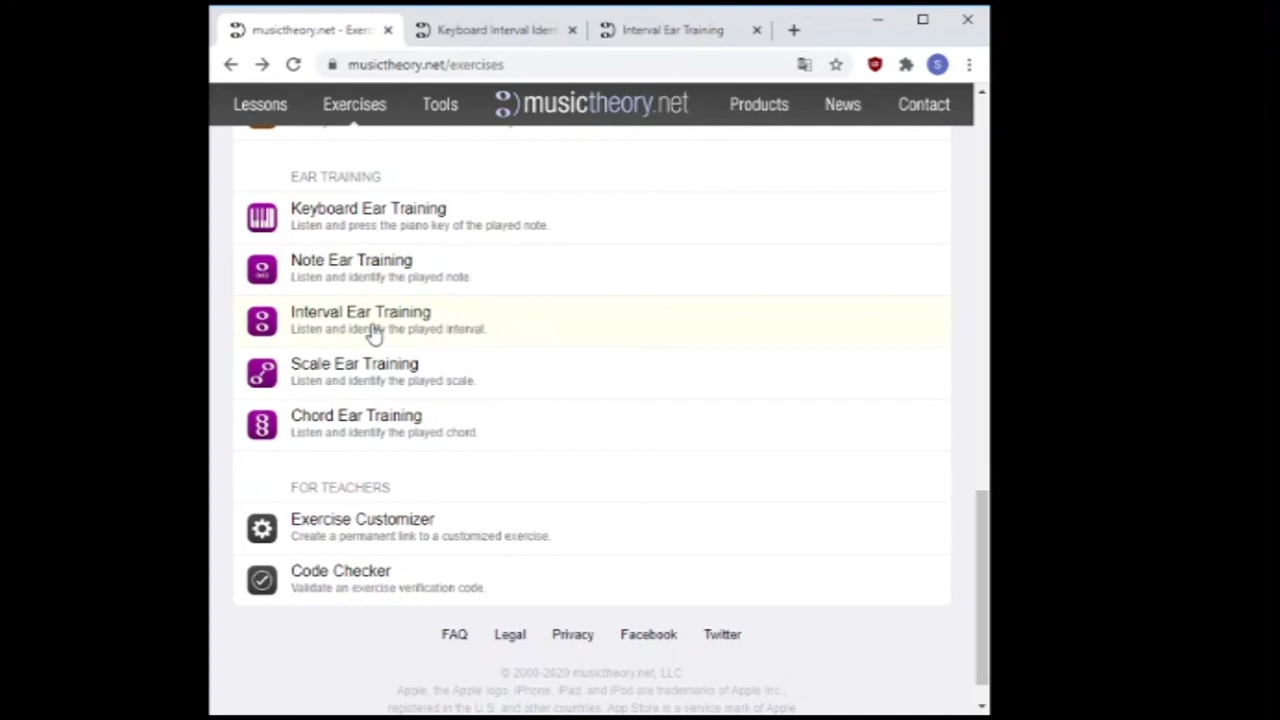 musictheory.net - Exerc
Keyboard Interval Ident
Interval Ear Training
musictheory.net/exercises
S
Lessons Exercises Tools musictheory.net Products News Contact
EAR TRAINING
Keyboard Ear Training
Listen and press the piano key of the played note.
Note Ear Training
Listen and identify the played note.
Interval Ear Training
Listen and identify the played interval.
Scale Ear Training
Listen and identify the played scale.
Chord Ear Training
Listen and identify the played chord.
FOR TEACHERS
Exercise Customizer
Create a permanent link to a customized exercise.
Code Checker
Validate an exercise verification code.
FAQ Legal Privacy Facebook Twitter
© 2000-2020 musictheory.net, LLC
Apple, the Apple logo, iPhone, iPad, and iPod are trademarks of Apple Inc.,
registered in the U.S. and other countries. App Store is a service mark of Apple